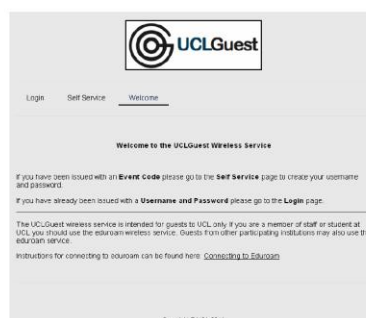 UCLGuest
Login Self Service Welcome
Welcome to the UCLGuest Wireless Service
If you have been issued with an Event Code please go to the Self Service page to create your username
and password.
If you have already been issued with a Username and Password please go to the Login page.
The UCLGuest wireless service is intended for guests to UCL only. If you are a member of staff or student at
UCL you should use the eduroam wireless service. Guests from other participating institutions may also use th
eduroam service.
Instructions for connecting to eduroam can be found here: Connecting to Eduroam